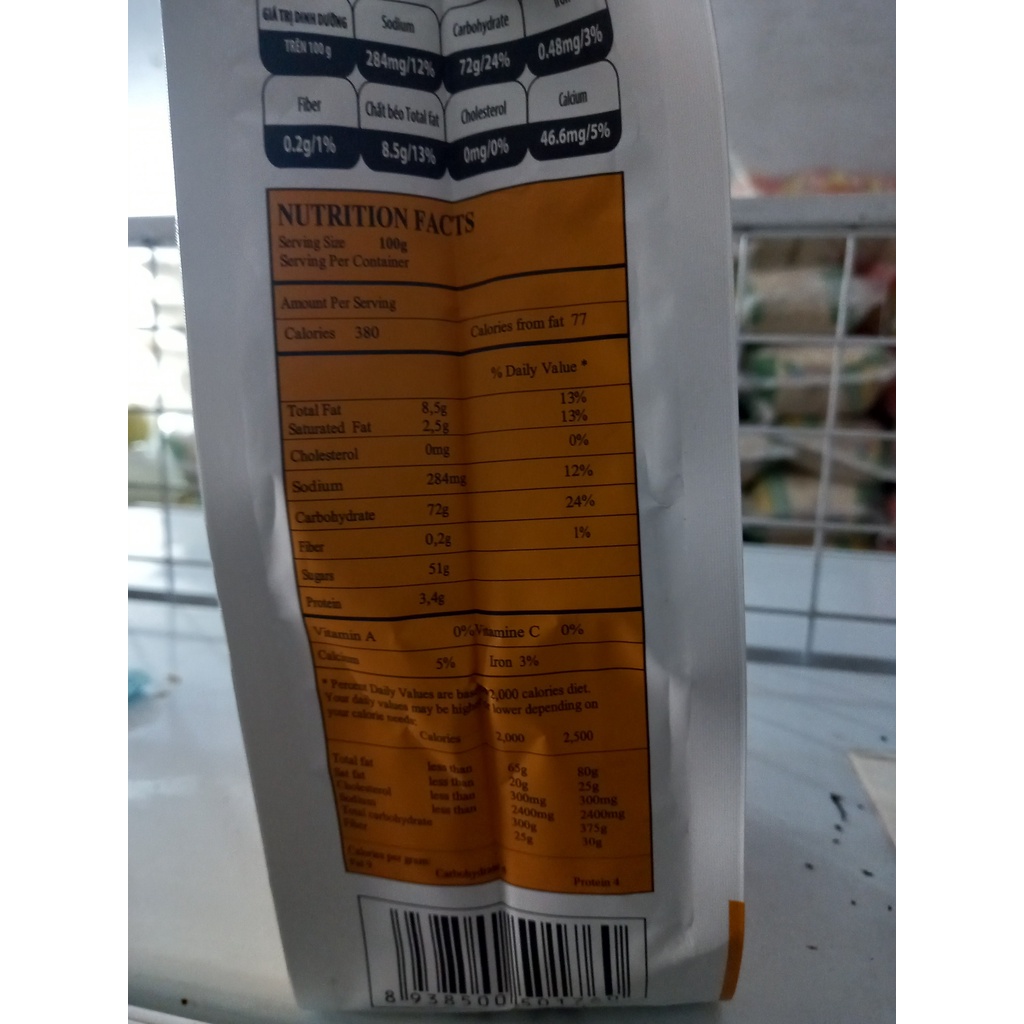 GIÁ TRỊ DINH DƯỠNG Sodium Carbohydrate
TRÊN 100 g 284mg/12% 72g/24% 0.48mg/3%
Fiber Chất béo Total fat Cholesterol Calcium
0.2g/1% 8.5g/13% 0mg/0% 46.6mg/5%
NUTRITION FACTS
Serving Size 100g
Serving Per Container
Amount Per Serving
Calories 380 Calories from fat 77
% Daily Value *
Total Fat 8,5g 13%
Saturated Fat 2,5g 13%
Cholesterol 0mg 0%
Sodium 284mg 12%
Carbohydrate 72g 24%
Fiber 0,2g 1%
Sugars 51g
Protein 3,4g
Vitamin A 0% Vitamine C 0%
Calcium 5% Iron 3%
* Percent Daily Values are 2,000 calories diet.
Your daily values may be lower depending on
your calorie needs:
Calories 2,000 2,500
Total fat less than 65g 80g
Sat fat less than 20g 25g
Cholesterol less than 300mg 300mg
Sodium less than 2400mg 2400mg
Total carbohydrate 300g 375g
Fiber 25g 30g
Calories per gram:
Fat 9 Carbohydrate Protein 4
8 938500